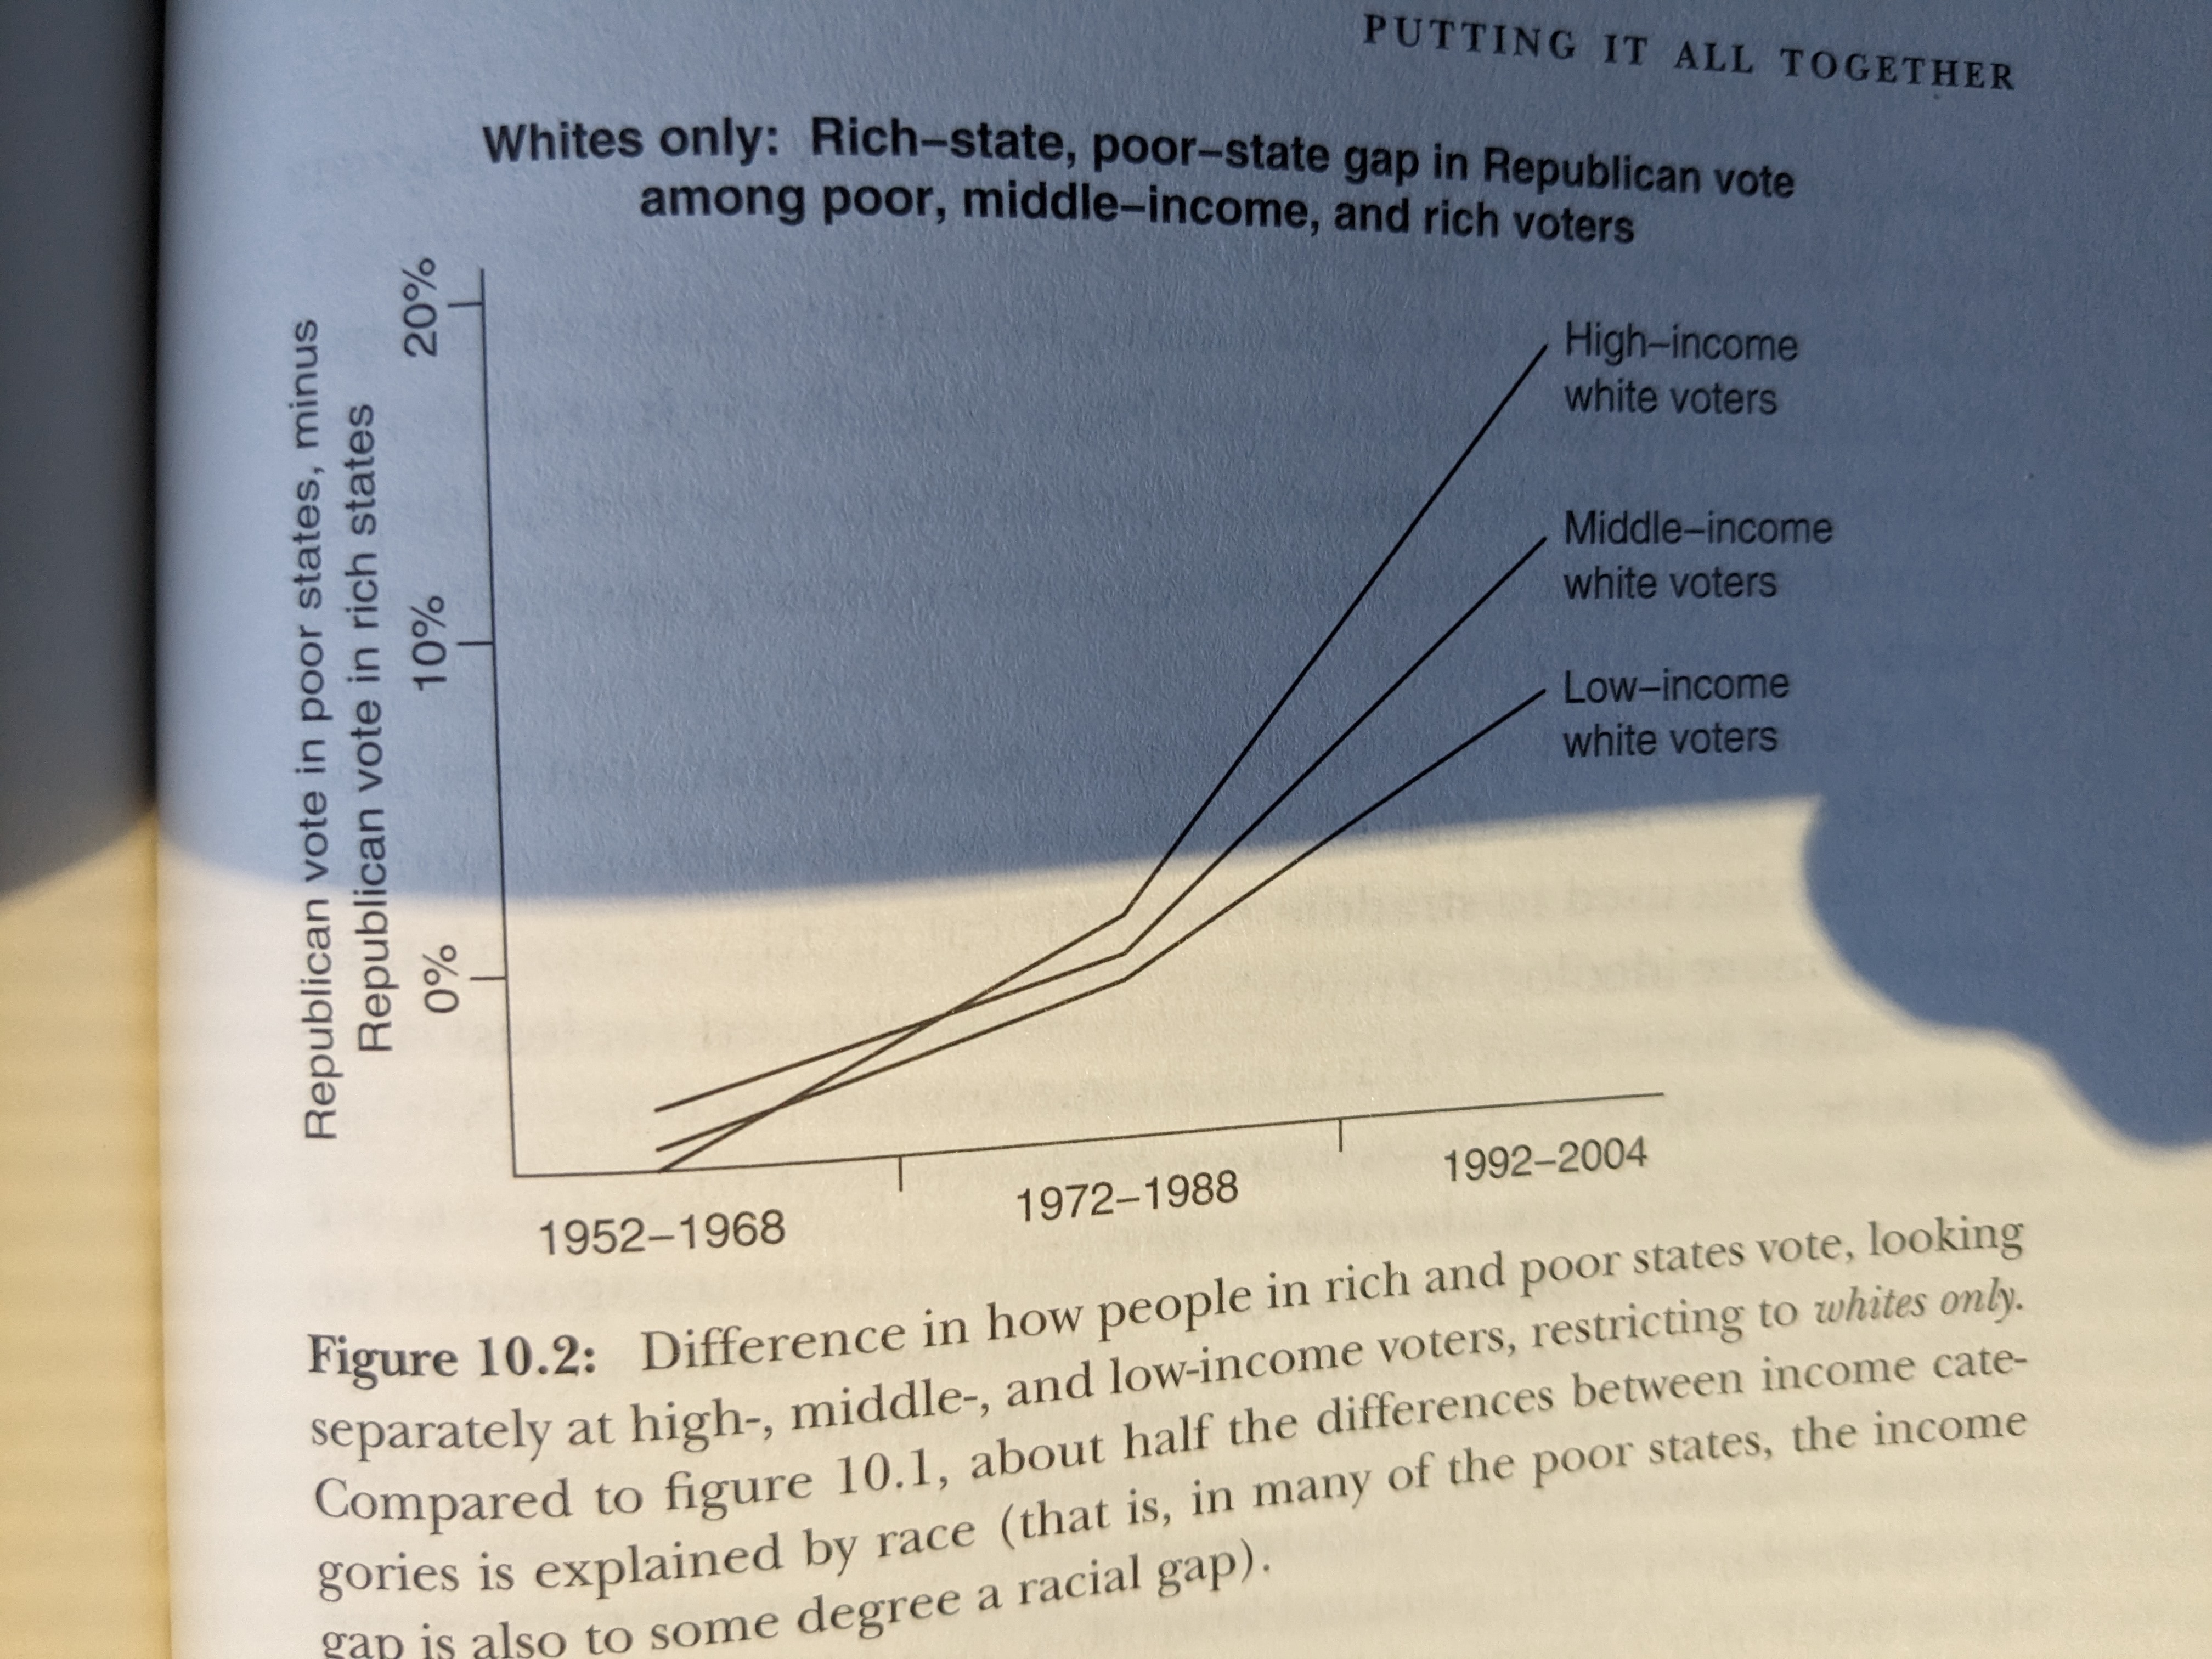 PUTTING IT ALL TOGETHER
Whites only: Rich–state, poor–state gap in Republican vote
among poor, middle–income, and rich voters
Republican vote in poor states, minus
Republican vote in rich states
20%
10%
0%
High–income
white voters
Middle–income
white voters
Low–income
white voters
1952–1968
1972–1988
1992–2004
Figure 10.2: Difference in how people in rich and poor states vote, looking
separately at high-, middle-, and low-income voters, restricting to whites only.
Compared to figure 10.1, about half the differences between income cate-
gories is explained by race (that is, in many of the poor states, the income
gap is also to some degree a racial gap).